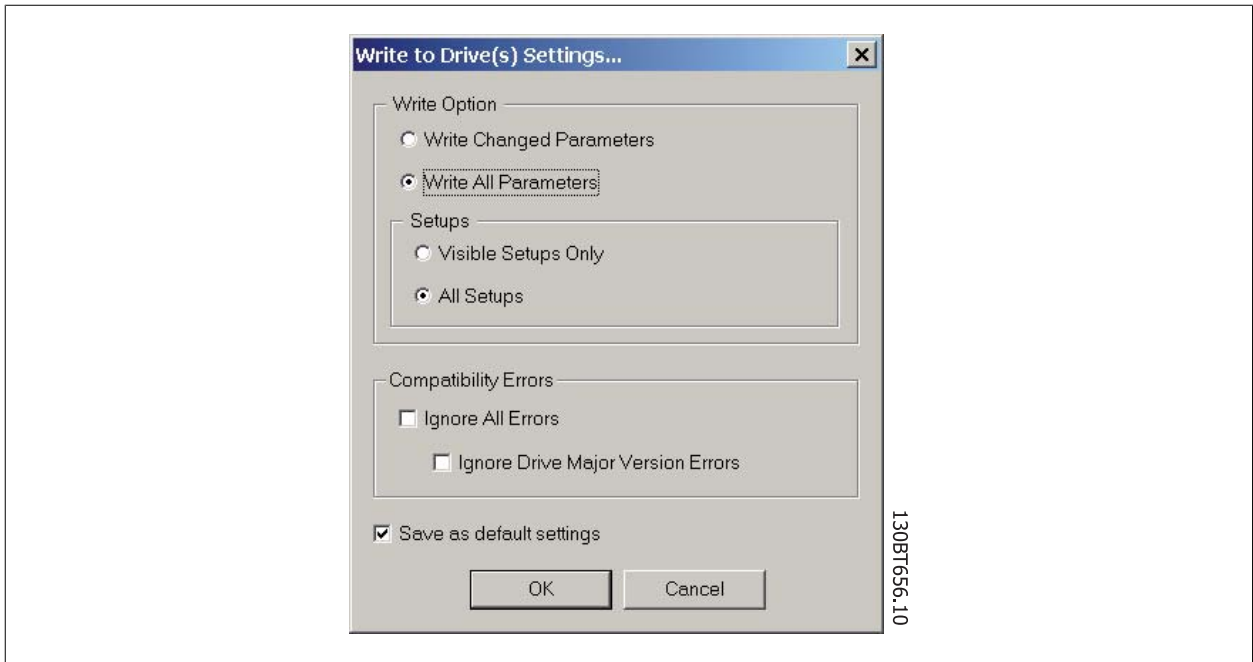 Write to Drive(s) Settings...
Write Option
Write Changed Parameters
Write All Parameters
Setups
Visible Setups Only
All Setups
Compatibility Errors
Ignore All Errors
Ignore Drive Major Version Errors
Save as default settings
OK Cancel
130BT656.10